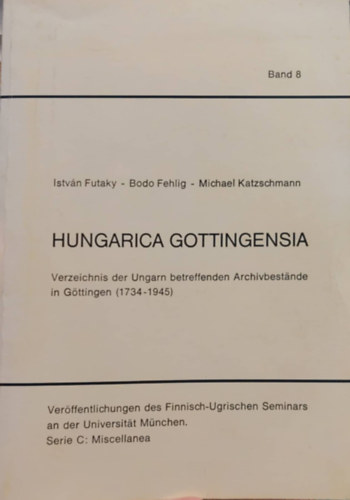 Band 8
István Futaky - Bodo Fehlig - Michael Katzschmann
HUNGARICA GOTTINGENSIA
Verzeichnis der Ungarn betreffenden Archivbestände
in Göttingen (1734-1945)
Veröffentlichungen des Finnisch-Ugrischen Seminars
an der Universität München.
Serie C: Miscellanea